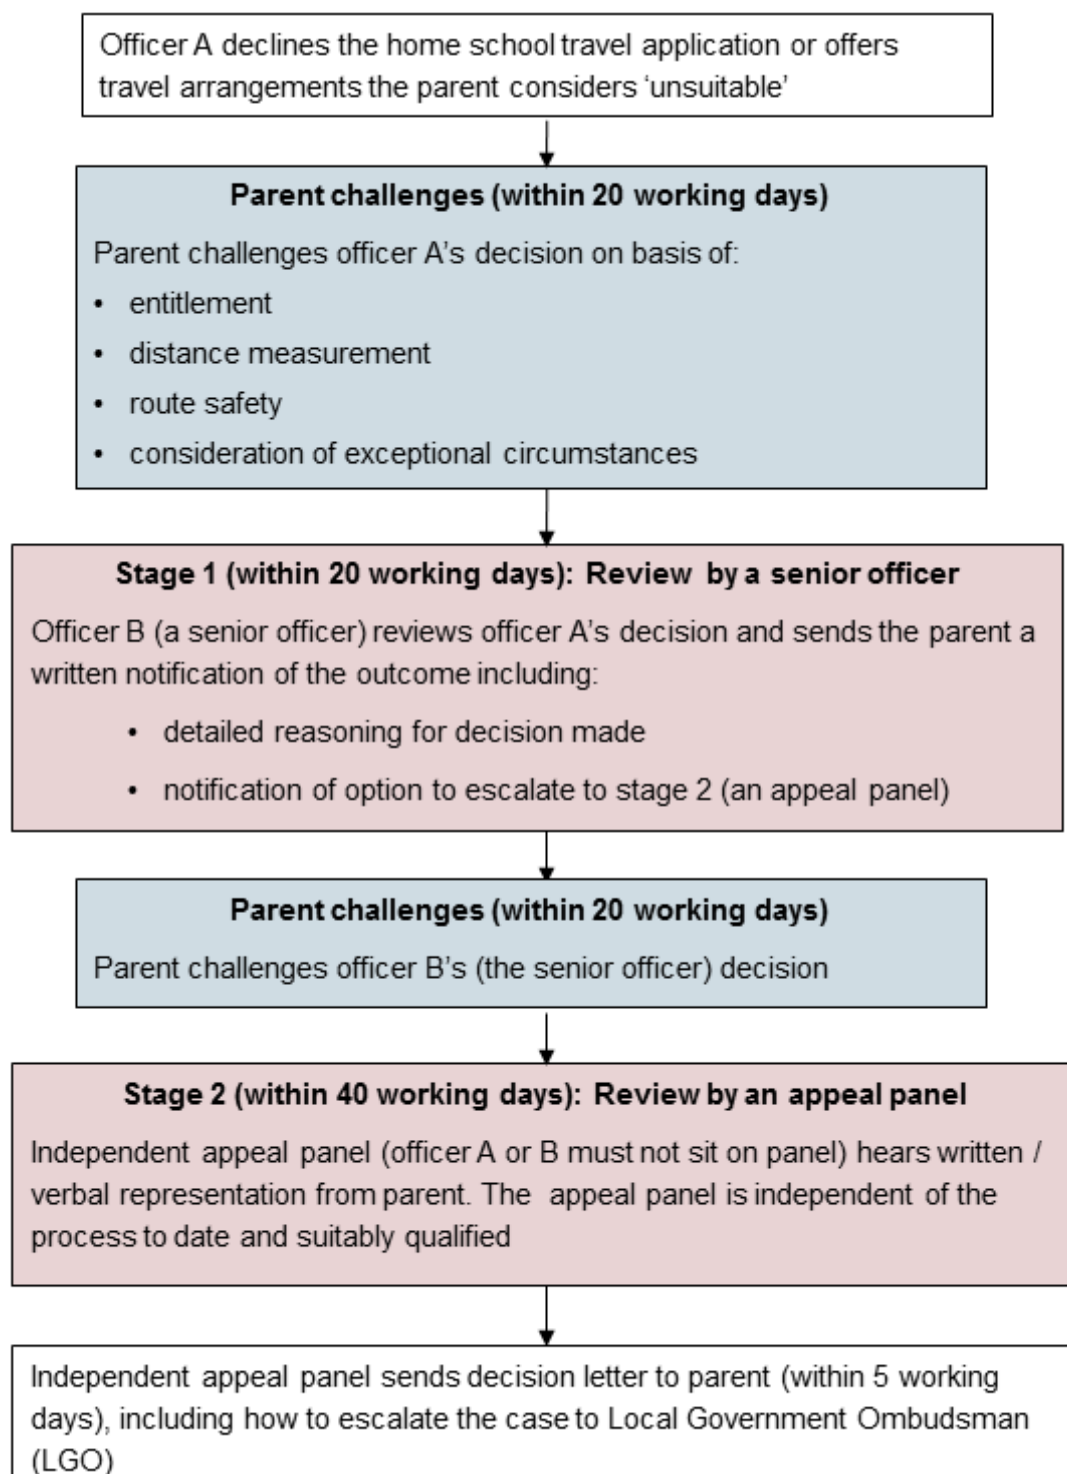 Officer A declines the home school travel application or offers
travel arrangements the parent considers ‘unsuitable’
Parent challenges (within 20 working days)
Parent challenges officer A’s decision on basis of:
• entitlement
• distance measurement
• route safety
• consideration of exceptional circumstances
Stage 1 (within 20 working days): Review by a senior officer
Officer B (a senior officer) reviews officer A’s decision and sends the parent a
written notification of the outcome including:
• detailed reasoning for decision made
• notification of option to escalate to stage 2 (an appeal panel)
Parent challenges (within 20 working days)
Parent challenges officer B’s (the senior officer) decision
Stage 2 (within 40 working days): Review by an appeal panel
Independent appeal panel (officer A or B must not sit on panel) hears written /
verbal representation from parent. The appeal panel is independent of the
process to date and suitably qualified
Independent appeal panel sends decision letter to parent (within 5 working
days), including how to escalate the case to Local Government Ombudsman
(LGO)